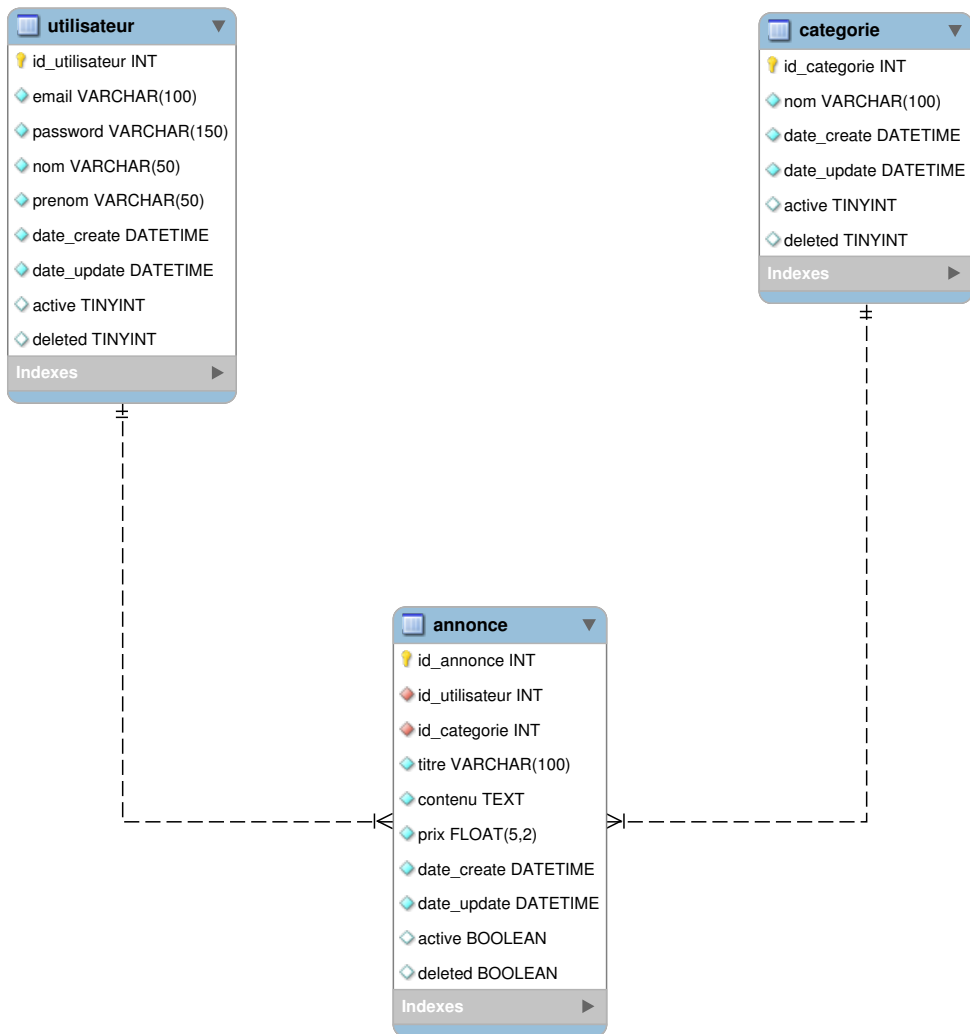 utilisateur
id_utilisateur INT
email VARCHAR(100)
password VARCHAR(150)
nom VARCHAR(50)
prenom VARCHAR(50)
date_create DATETIME
date_update DATETIME
active TINYINT
deleted TINYINT
Indexes
categorie
id_categorie INT
nom VARCHAR(100)
date_create DATETIME
date_update DATETIME
active TINYINT
deleted TINYINT
Indexes
annonce
id_annonce INT
id_utilisateur INT
id_categorie INT
titre VARCHAR(100)
contenu TEXT
prix FLOAT(5,2)
date_create DATETIME
date_update DATETIME
active BOOLEAN
deleted BOOLEAN
Indexes